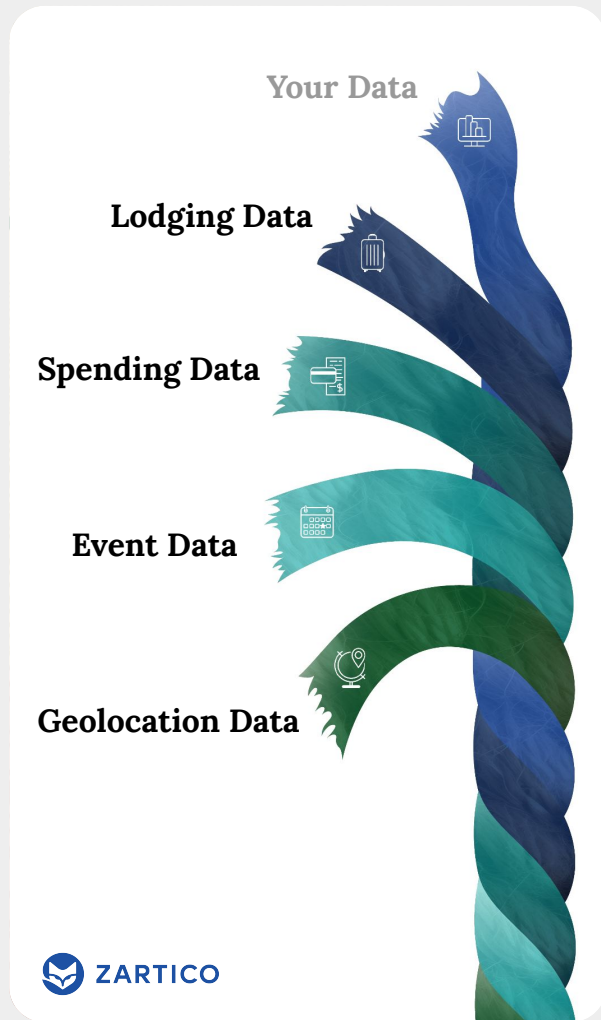 Your Data
Lodging Data
Spending Data
Event Data
Geolocation Data
ZARTICO